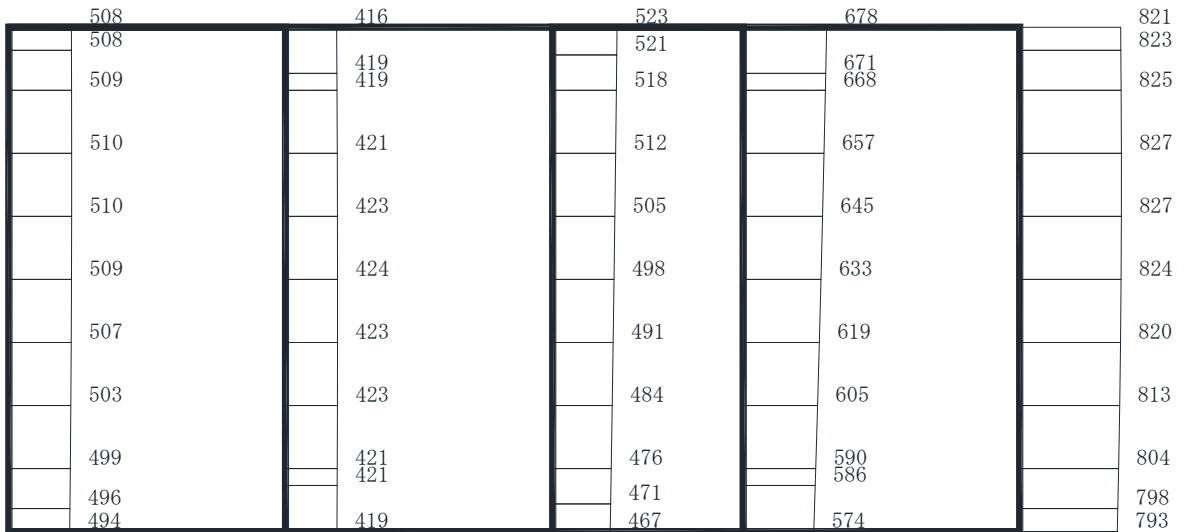 508 416 523 678 821
508 521 823
419 671
509 419 518 668 825
510 421 512 657 827
510 423 505 645 827
509 424 498 633 824
507 423 491 619 820
503 423 484 605 813
499 421 476 590 804
421 586
496 471 798
494 419 467 574 793